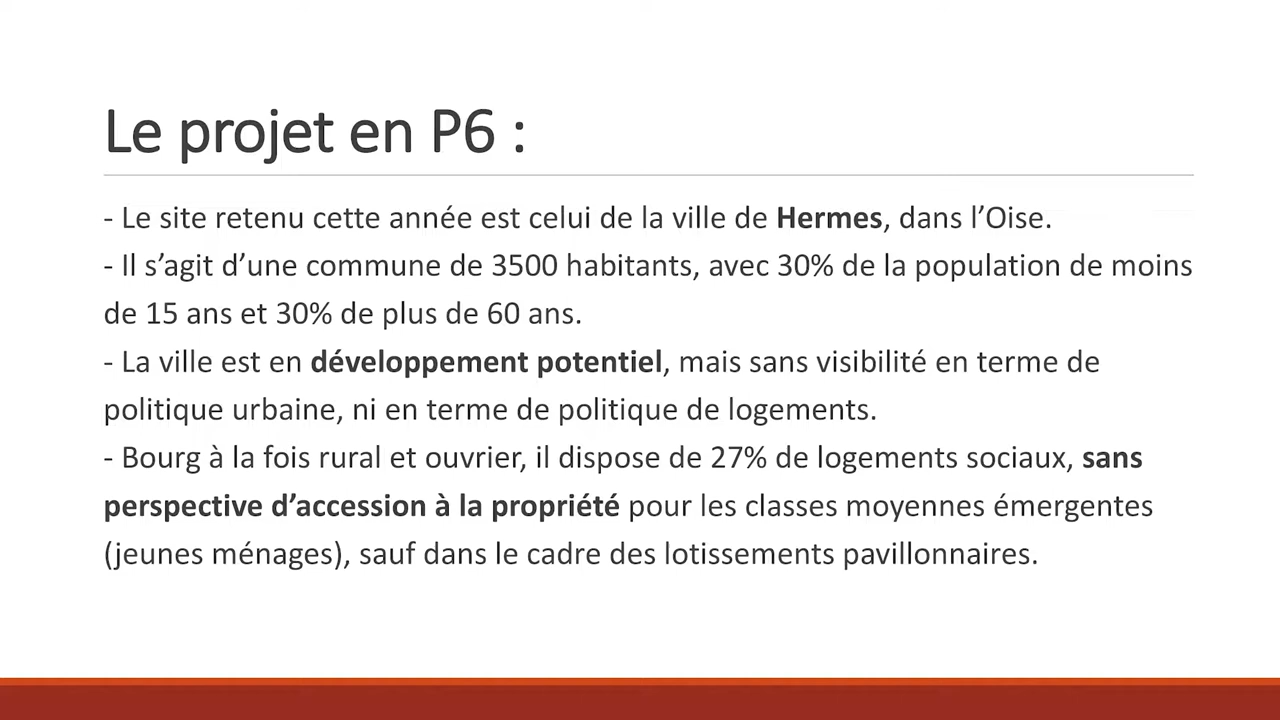 Le projet en P6 :
- Le site retenu cette année est celui de la ville de Hermes, dans l’Oise.
- Il s’agit d’une commune de 3500 habitants, avec 30% de la population de moins
de 15 ans et 30% de plus de 60 ans.
- La ville est en développement potentiel, mais sans visibilité en terme de
politique urbaine, ni en terme de politique de logements.
- Bourg à la fois rural et ouvrier, il dispose de 27% de logements sociaux, sans
perspective d’accession à la propriété pour les classes moyennes émergentes
(jeunes ménages), sauf dans le cadre des lotissements pavillonnaires.